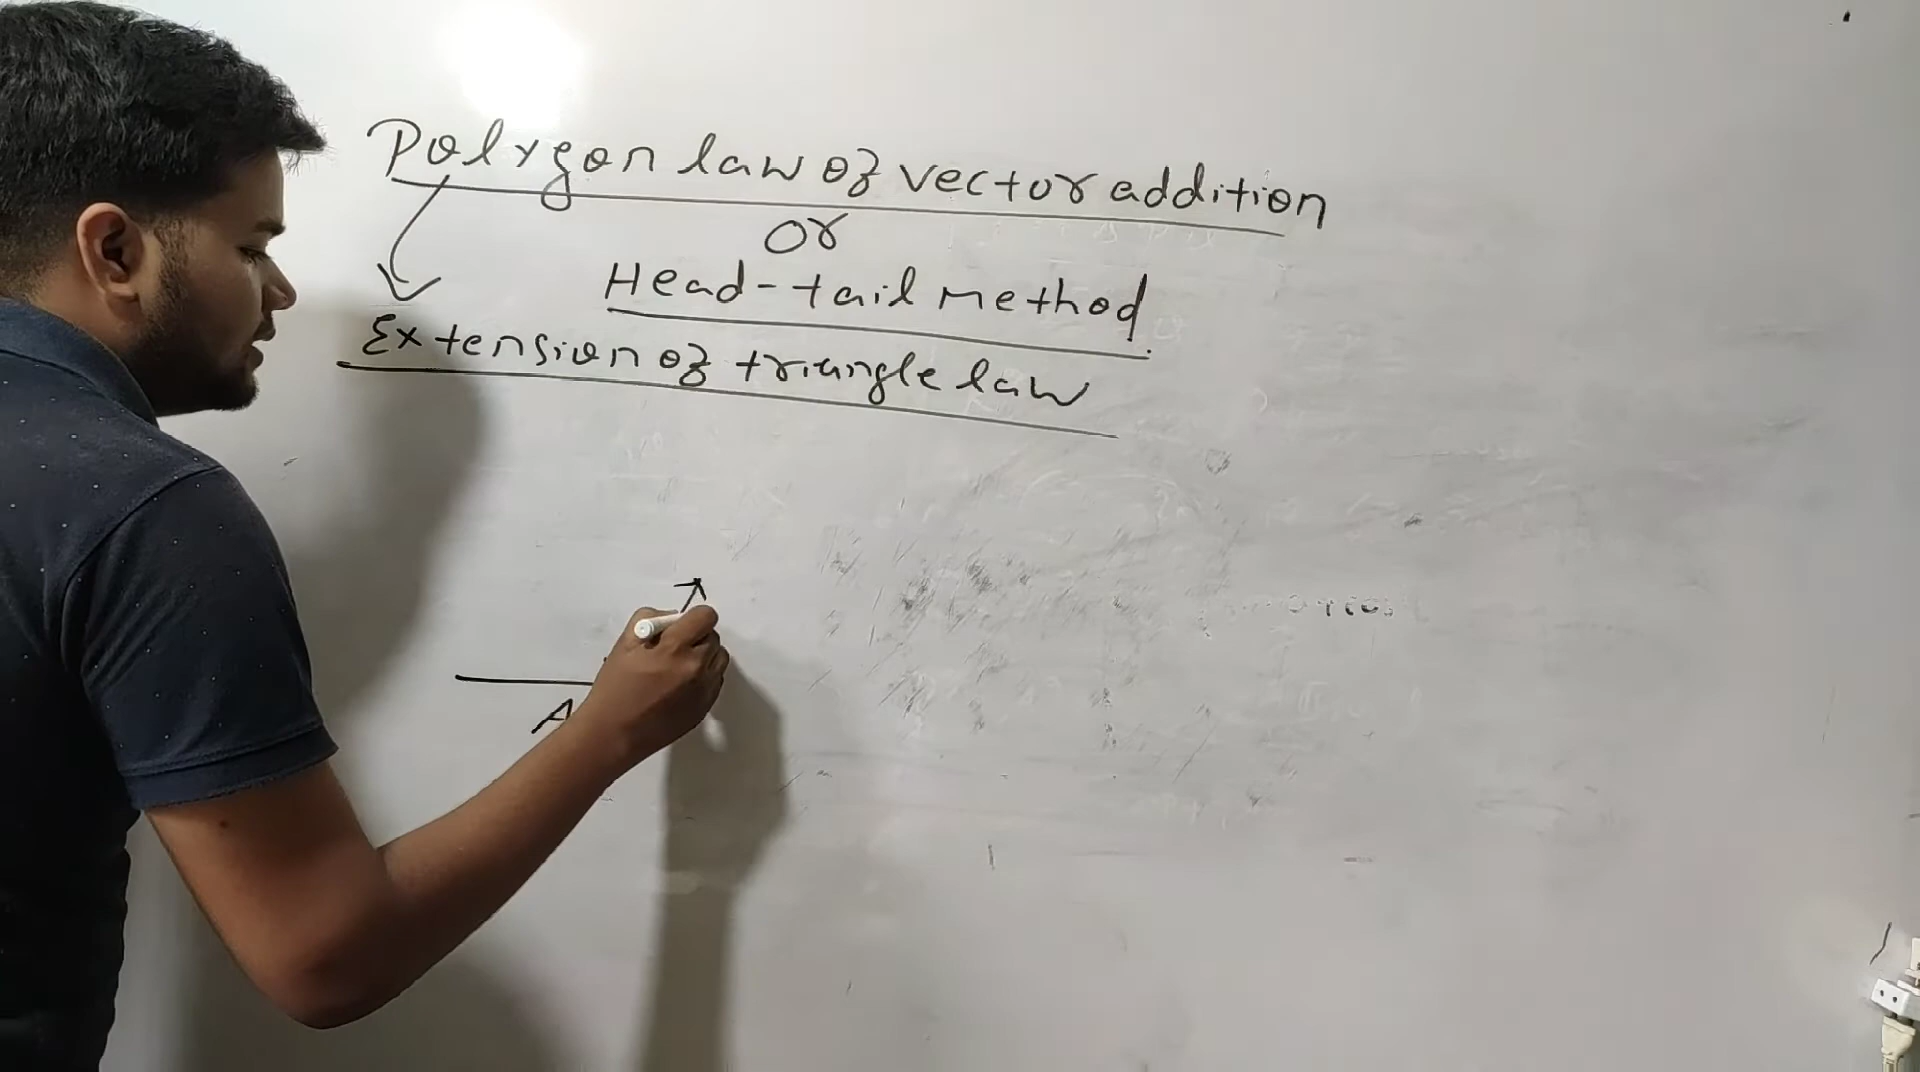 Polygon law of vector addition
or
Head-tail method.
Extension of triangle law
A